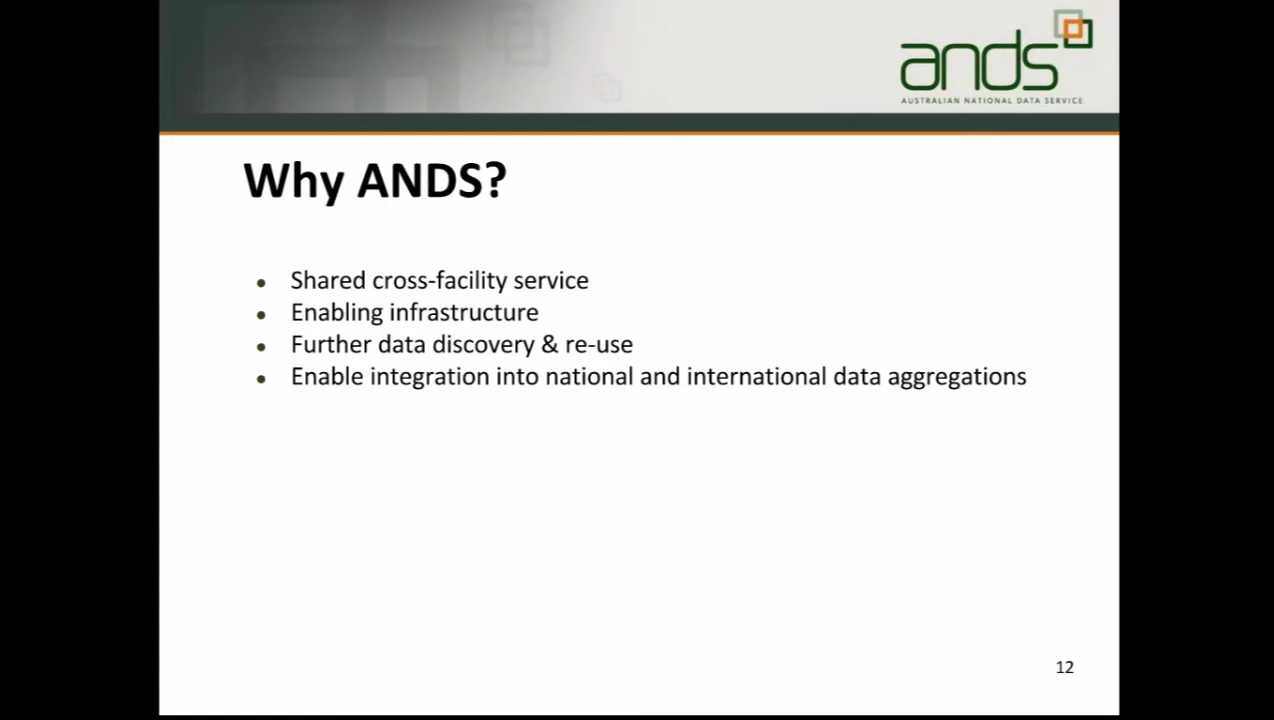 ands
AUSTRALIAN NATIONAL DATA SERVICE
Why ANDS?
• Shared cross-facility service
• Enabling infrastructure
• Further data discovery & re-use
• Enable integration into national and international data aggregations
12